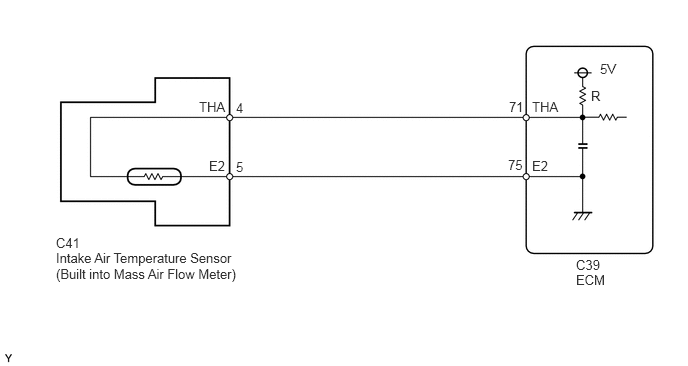 5V
R
THA 4
71 THA
E2 5
75 E2
C41
Intake Air Temperature Sensor
(Built into Mass Air Flow Meter)
C39
ECM
Y